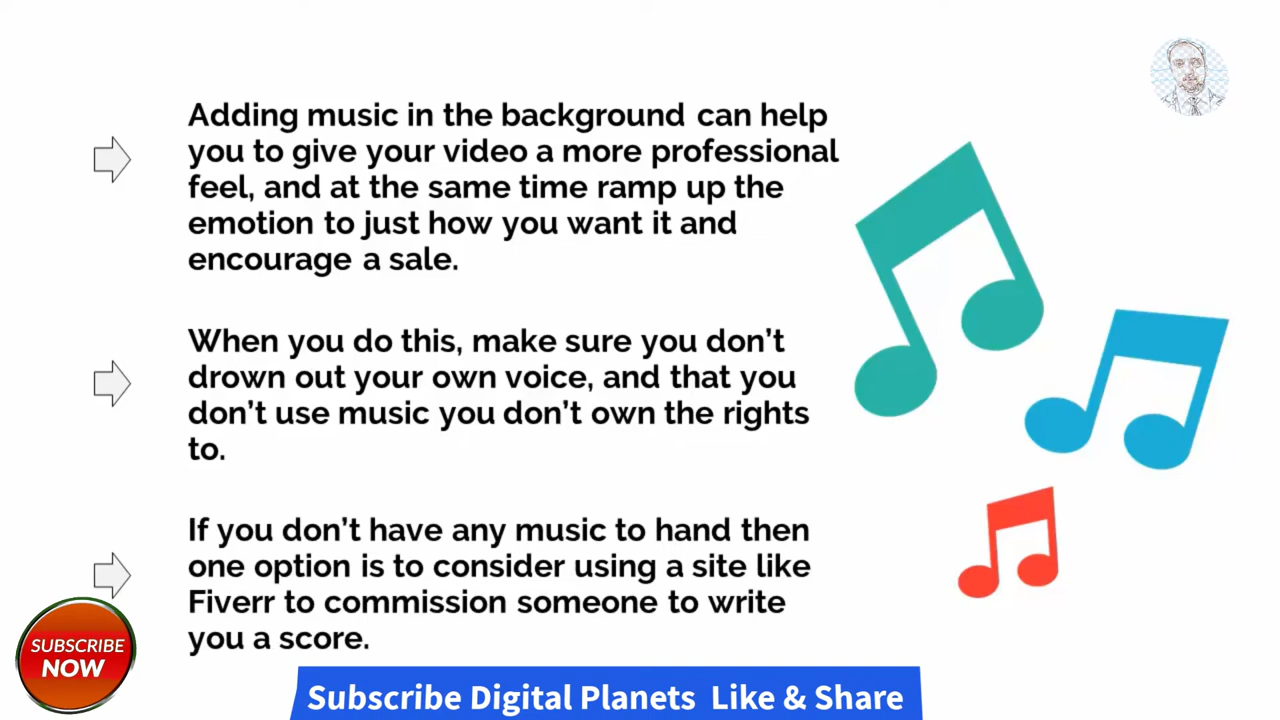 Adding music in the background can help
you to give your video a more professional
feel, and at the same time ramp up the
emotion to just how you want it and
encourage a sale.
When you do this, make sure you don’t
drown out your own voice, and that you
don’t use music you don’t own the rights
to.
If you don’t have any music to hand then
one option is to consider using a site like
Fiverr to commission someone to write
you a score.
SUBSCRIBE
NOW
Subscribe Digital Planets Like & Share